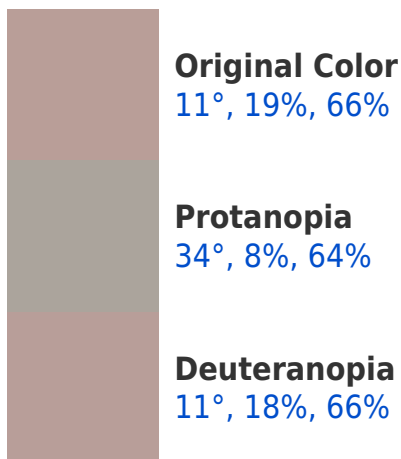 Original Color
11°, 19%, 66%
Protanopia
34°, 8%, 64%
Deuteranopia
11°, 18%, 66%